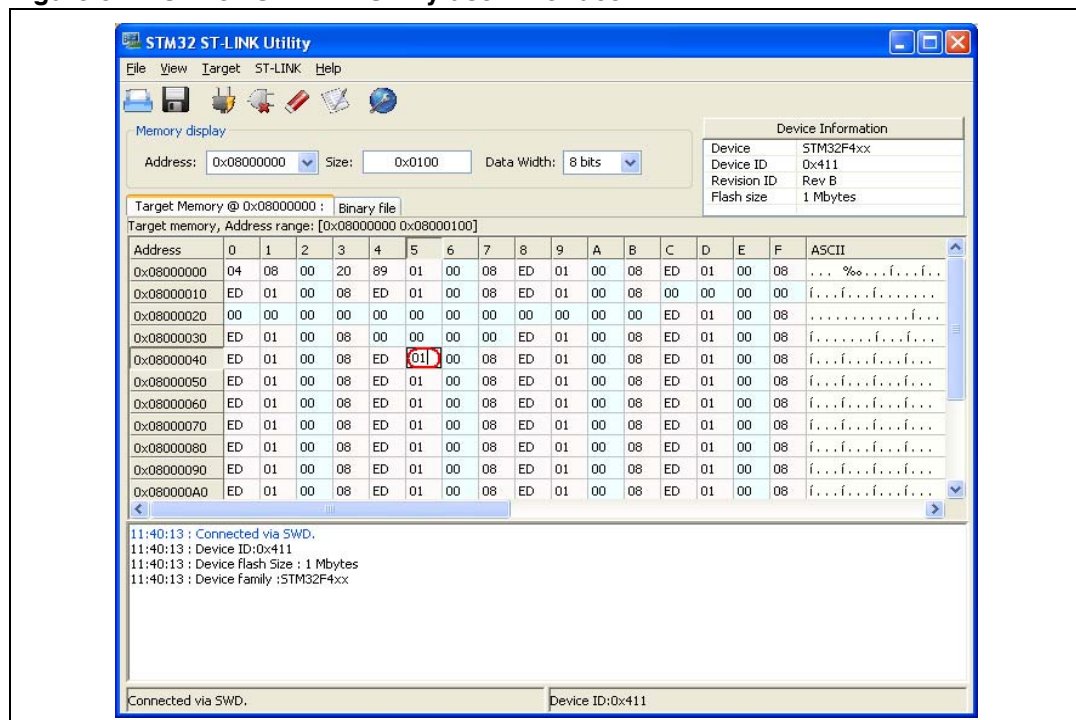 STM32 ST-LINK Utility
File View Target ST-LINK Help
Memory display
Address: 0x08000000 Size: 0x0100 Data Width: 8 bits
Device Information
Device STM32F4xx
Device ID 0x411
Revision ID Rev B
Flash size 1 Mbytes
Target Memory @ 0x08000000 : Binary file
Target memory, Address range: [0x08000000 0x08000100]
Address 0 1 2 3 4 5 6 7 8 9 A B C D E F ASCII
0x08000000 04 08 00 20 89 01 00 08 ED 01 00 08 ED 01 00 08 ... ‰...í...í..
0x08000010 ED 01 00 08 ED 01 00 08 ED 01 00 08 00 00 00 00 í...í...í.......
0x08000020 00 00 00 00 00 00 00 00 00 00 00 00 ED 01 00 08 ............í...
0x08000030 ED 01 00 08 00 00 00 00 ED 01 00 08 ED 01 00 08 í.......í...í...
0x08000040 ED 01 00 08 ED 01 00 08 ED 01 00 08 ED 01 00 08 í...í...í...í...
0x08000050 ED 01 00 08 ED 01 00 08 ED 01 00 08 ED 01 00 08 í...í...í...í...
0x08000060 ED 01 00 08 ED 01 00 08 ED 01 00 08 ED 01 00 08 í...í...í...í...
0x08000070 ED 01 00 08 ED 01 00 08 ED 01 00 08 ED 01 00 08 í...í...í...í...
0x08000080 ED 01 00 08 ED 01 00 08 ED 01 00 08 ED 01 00 08 í...í...í...í...
0x08000090 ED 01 00 08 ED 01 00 08 ED 01 00 08 ED 01 00 08 í...í...í...í...
0x080000A0 ED 01 00 08 ED 01 00 08 ED 01 00 08 ED 01 00 08 í...í...í...í...
11:40:13 : Connected via SWD.
11:40:13 : Device ID:0x411
11:40:13 : Device flash Size : 1 Mbytes
11:40:13 : Device family :STM32F4xx
Connected via SWD. Device ID:0x411